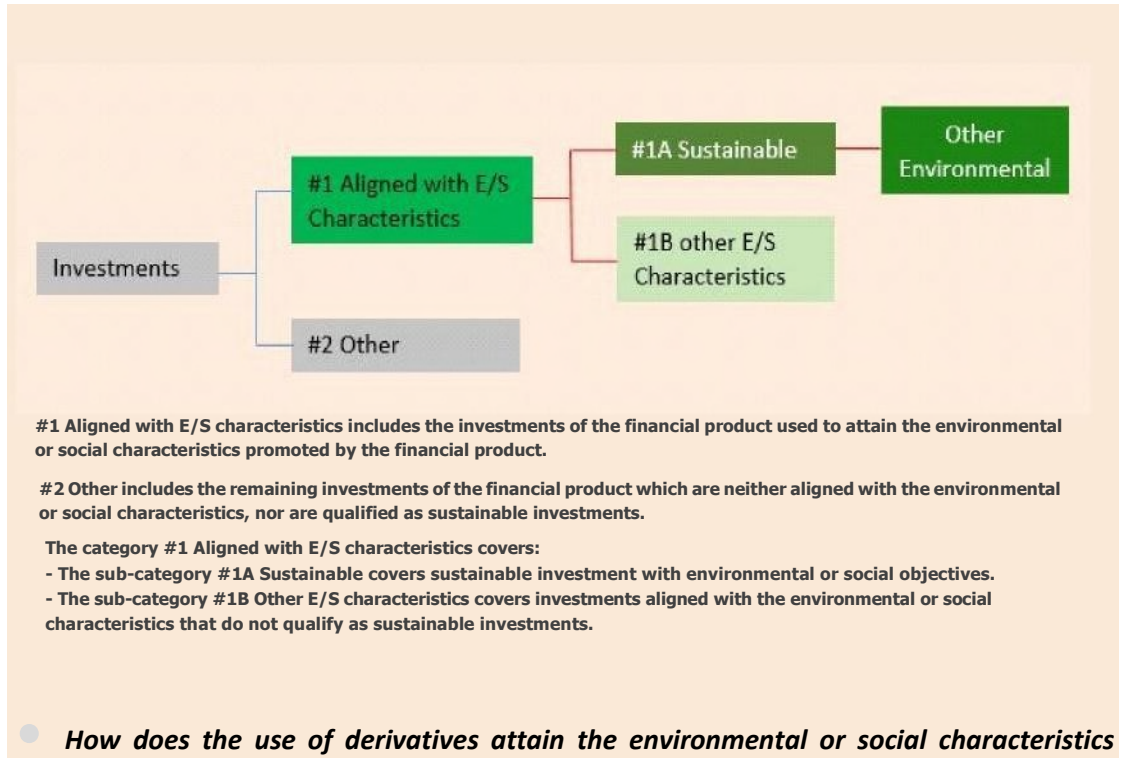 Other
Environmental
#1A Sustainable
#1 Aligned with E/S
Characteristics
#1B other E/S
Characteristics
Investments
#2 Other
#1 Aligned with E/S characteristics includes the investments of the financial product used to attain the environmental
or social characteristics promoted by the financial product.
#2 Other includes the remaining investments of the financial product which are neither aligned with the environmental
or social characteristics, nor are qualified as sustainable investments.
The category #1 Aligned with E/S characteristics covers:
- The sub-category #1A Sustainable covers sustainable investment with environmental or social objectives.
- The sub-category #1B Other E/S characteristics covers investments aligned with the environmental or social
characteristics that do not qualify as sustainable investments.
How does the use of derivatives attain the environmental or social characteristics